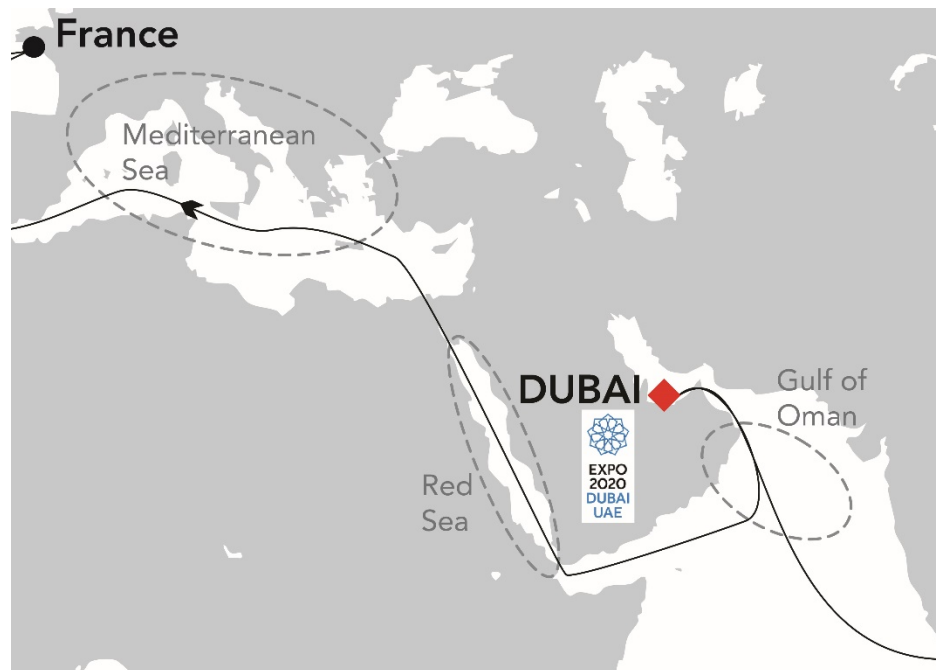 France
Mediterranean
Sea
DUBAI
Gulf of
Oman
EXPO
2020
DUBAI
UAE
Red
Sea